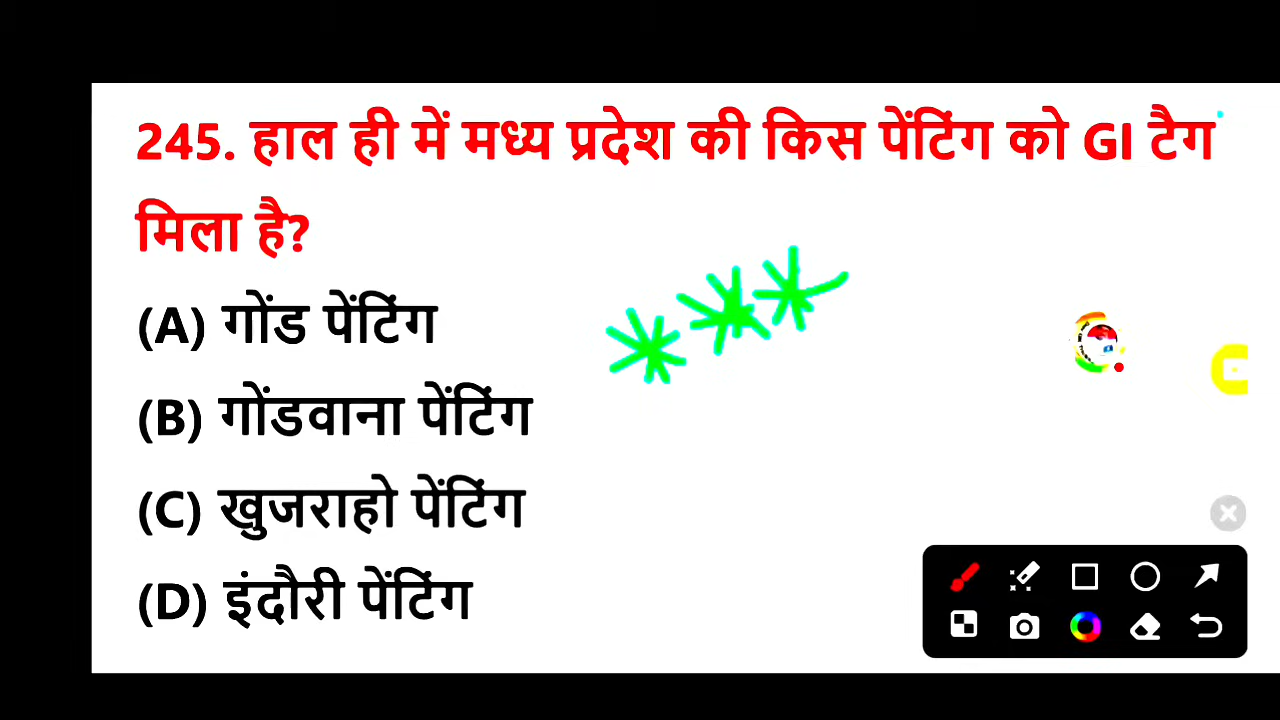 245. हाल ही में मध्य प्रदेश की किस पेंटिंग को GI टैग
मिला है?
(A) गोंड पेंटिंग
(B) गोंडवाना पेंटिंग
(C) खुजराहो पेंटिंग
(D) इंदौरी पेंटिंग